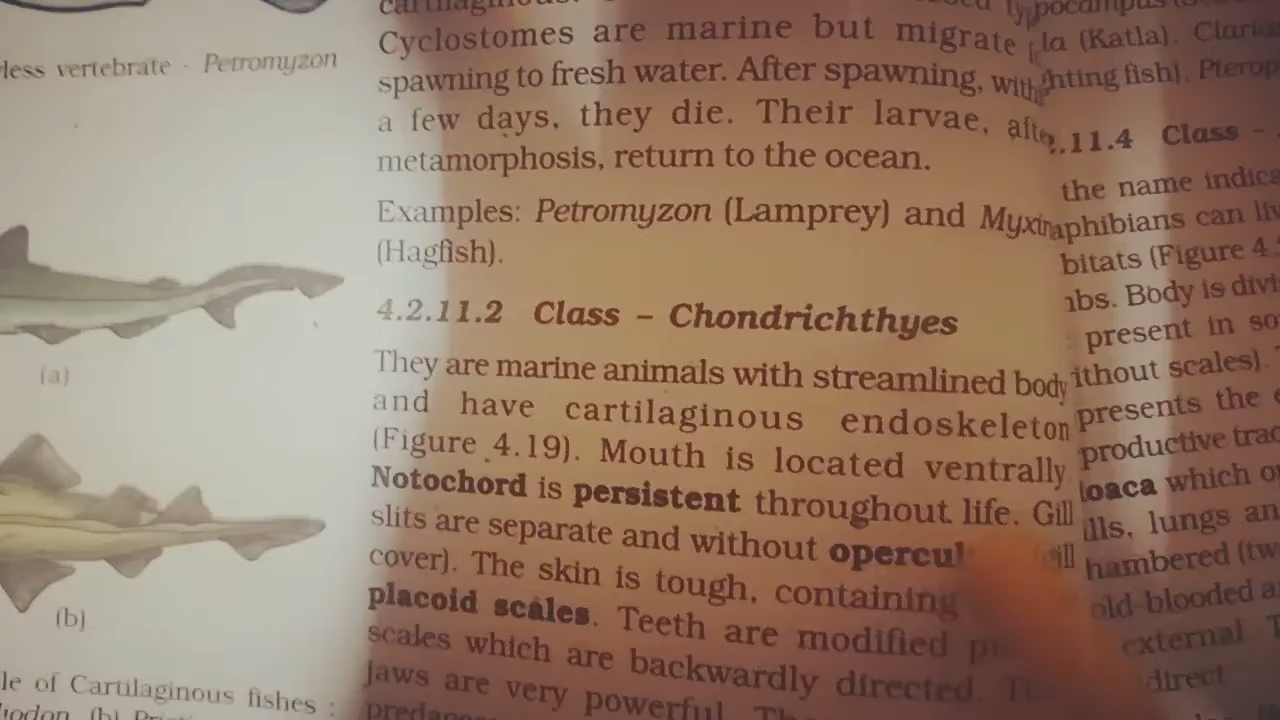 less vertebrate - Petromyzon
(a)
(b)
le of Cartilaginous fishes :
Cyclostomes are marine but migrate
spawning to fresh water. After spawning, with
a few days, they die. Their larvae, afte
metamorphosis, return to the ocean.
Examples: Petromyzon (Lamprey) and Myxin
(Hagfish).
4.2.11.2 Class – Chondrichthyes
They are marine animals with streamlined body
and have cartilaginous endoskeleton
(Figure 4.19). Mouth is located ventrally
Notochord is persistent throughout life. Gill
slits are separate and without opercul ill
cover). The skin is tough, containing
placoid scales. Teeth are modified
scales which are backwardly directed.
jaws are very powerful.
la (Katla). Claria
ghting fish). Pterop
.11.4 Class –
the name indica
aphibians can liv
bitats (Figure 4.
bs. Body is divi
present in so
ithout scales).
presents the
productive trac
loaca which o
ills, lungs an
hambered (tw
old-blooded a
external
direct